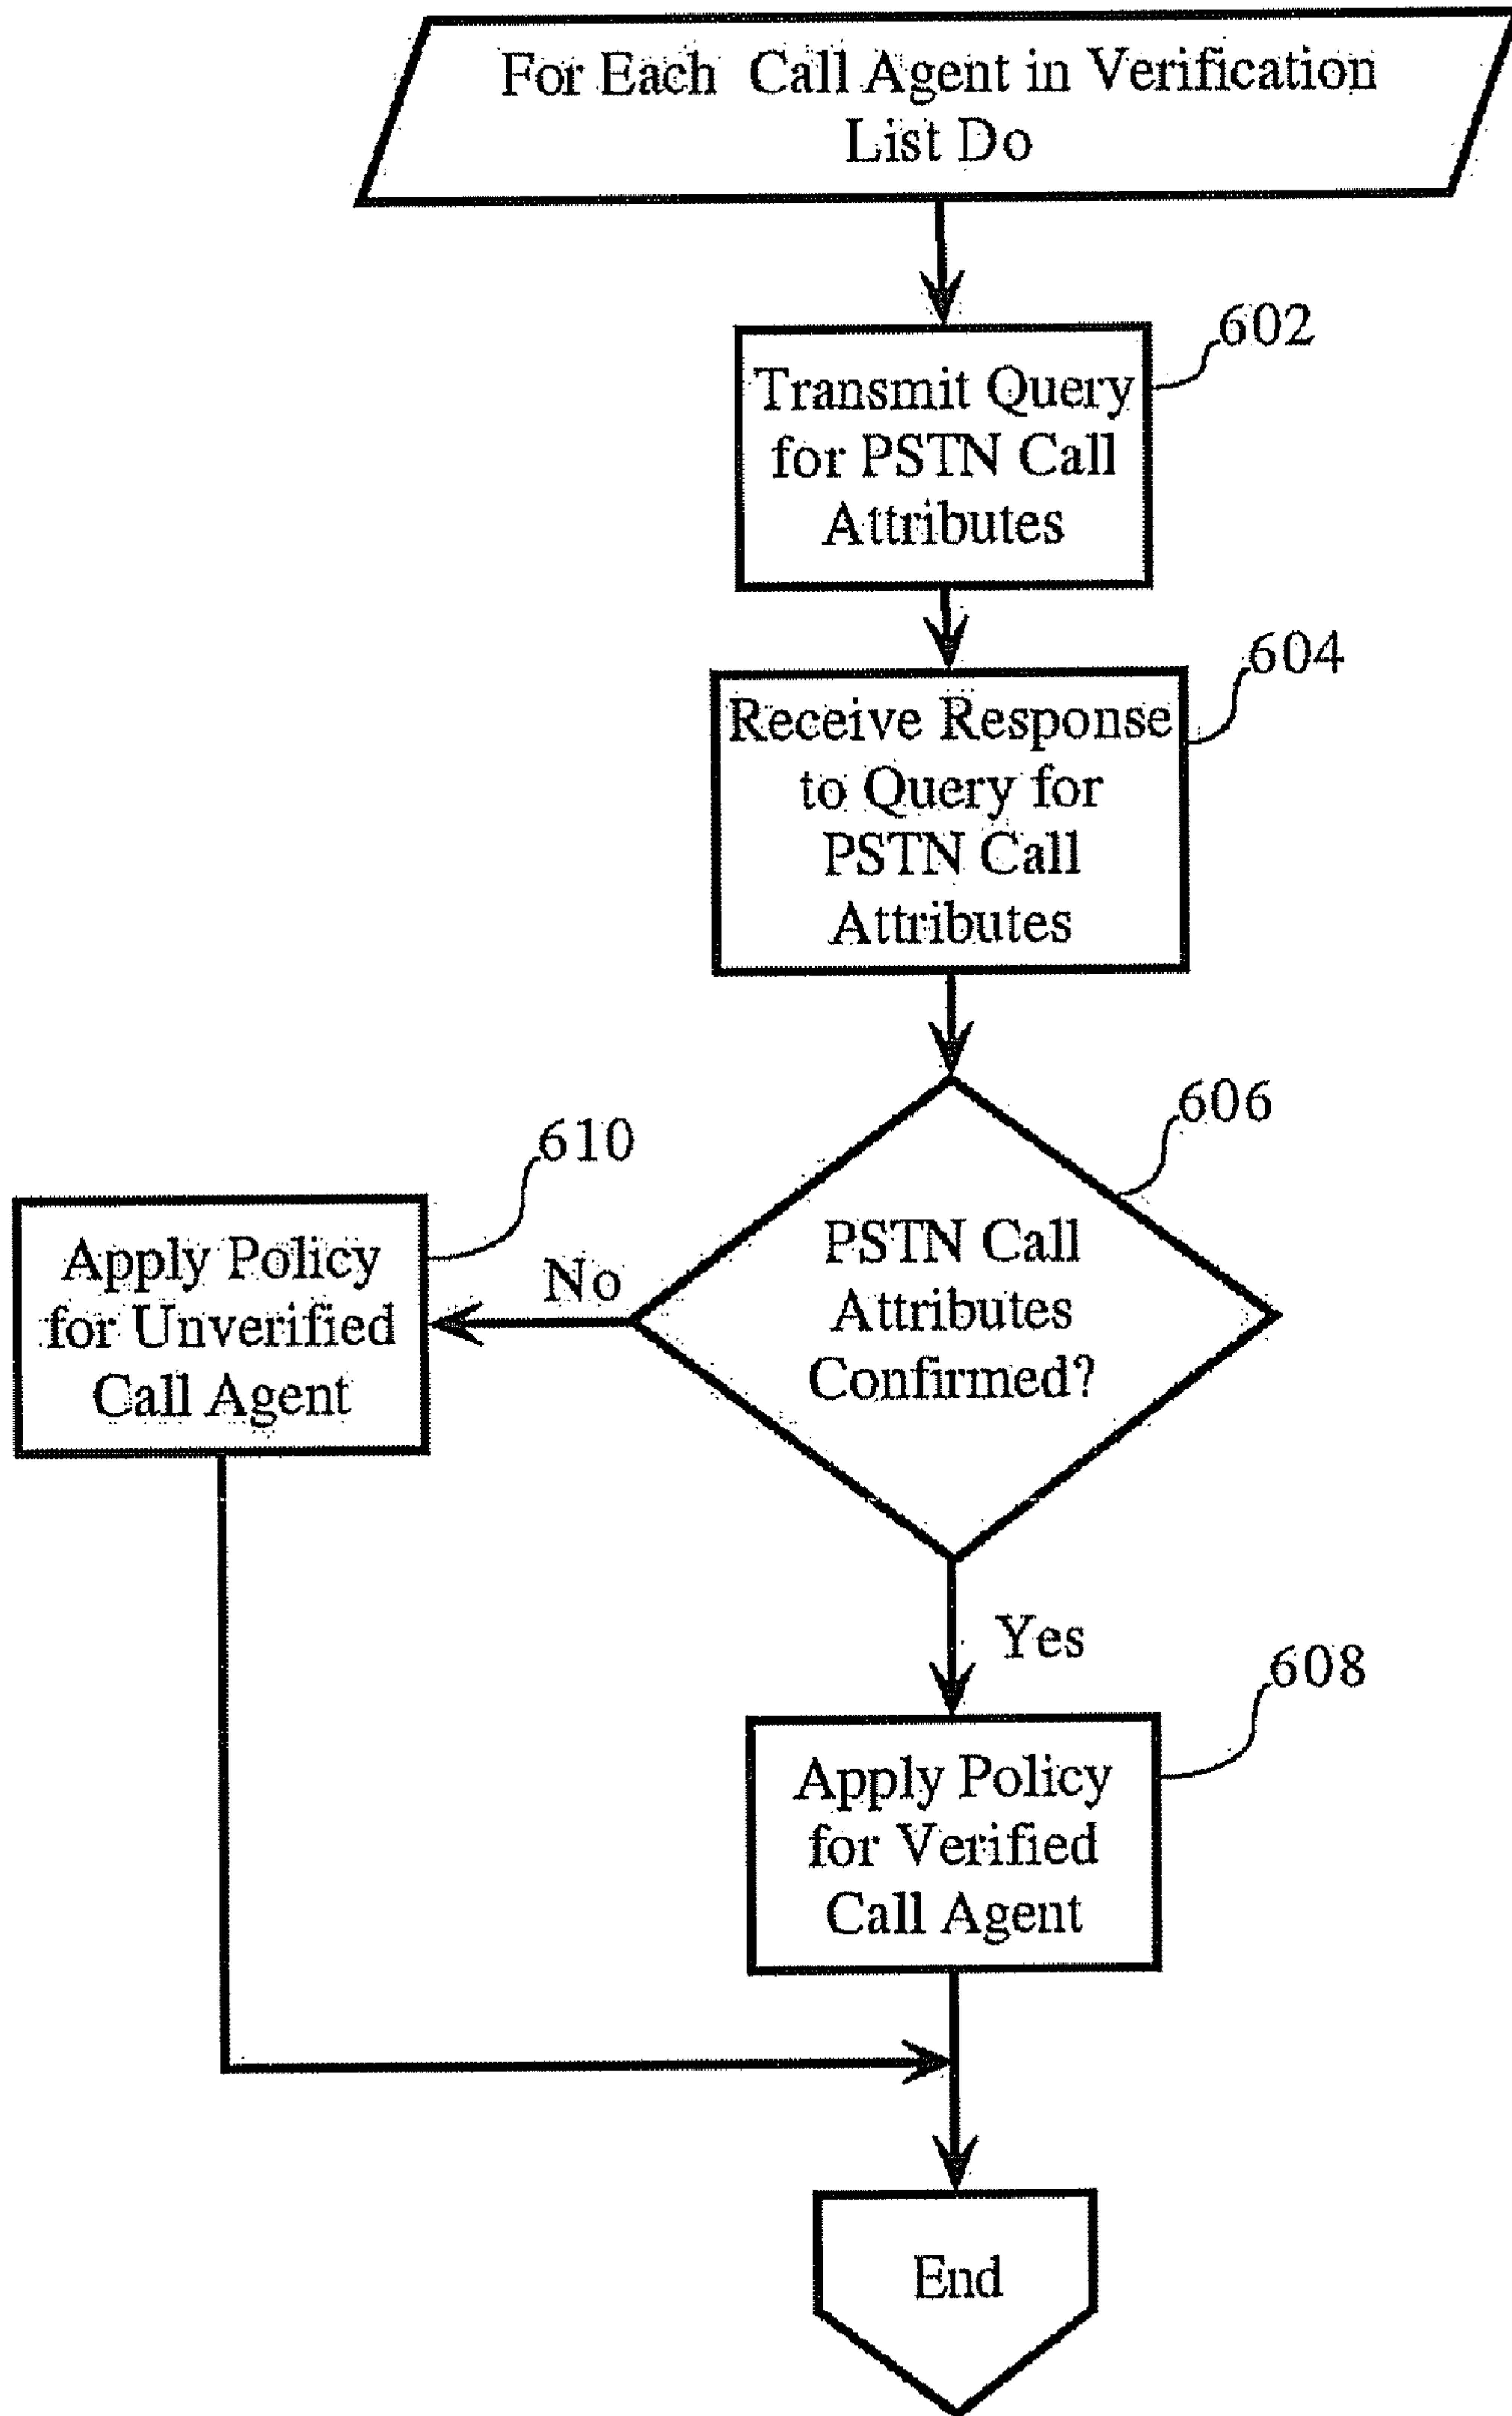 For Each Call Agent in Verification
List Do
602
Transmit Query
for PSTN Call
Attributes
604
Receive Response
to Query for
PSTN Call
Attributes
606
PSTN Call
Attributes
Confirmed?
610
No
Apply Policy
for Unverified
Call Agent
Yes
608
Apply Policy
for Verified
Call Agent
End